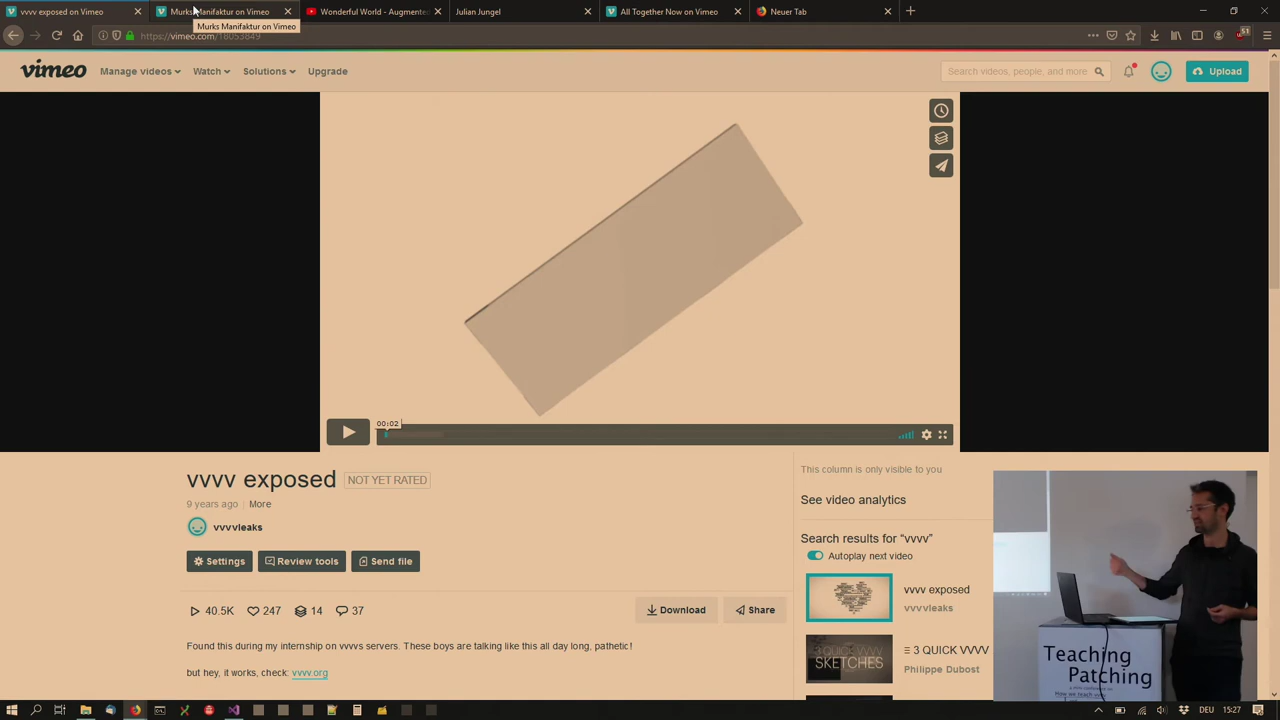 vvvv exposed on Vimeo
Murks Manifaktur on Vimeo
Wonderful World - Augmente
Julian Jungel
All Together Now on Vimeo
Neuer Tab
Murks Manifaktur on Vimeo
https://vimeo.com/18053849
51
vimeo
Manage videos
Watch
Solutions
Upgrade
Search videos, people, and more
Upload
00:02
vvvv exposed
NOT YET RATED
9 years ago
More
vvvvleaks
Settings
Review tools
Send file
40.5K
247
14
37
Download
Share
Found this during my internship on vvvvs servers. These boys are talking like this all day long, pathetic!
but hey, it works, check: vvvv.org
This column is only visible to you
See video analytics
Search results for “vvvv”
Autoplay next video
vvvv exposed
vvvvleaks
SKETCHES
Ξ 3 QUICK VVVV
Philippe Dubost
Teaching
Patching
DEU
15:27